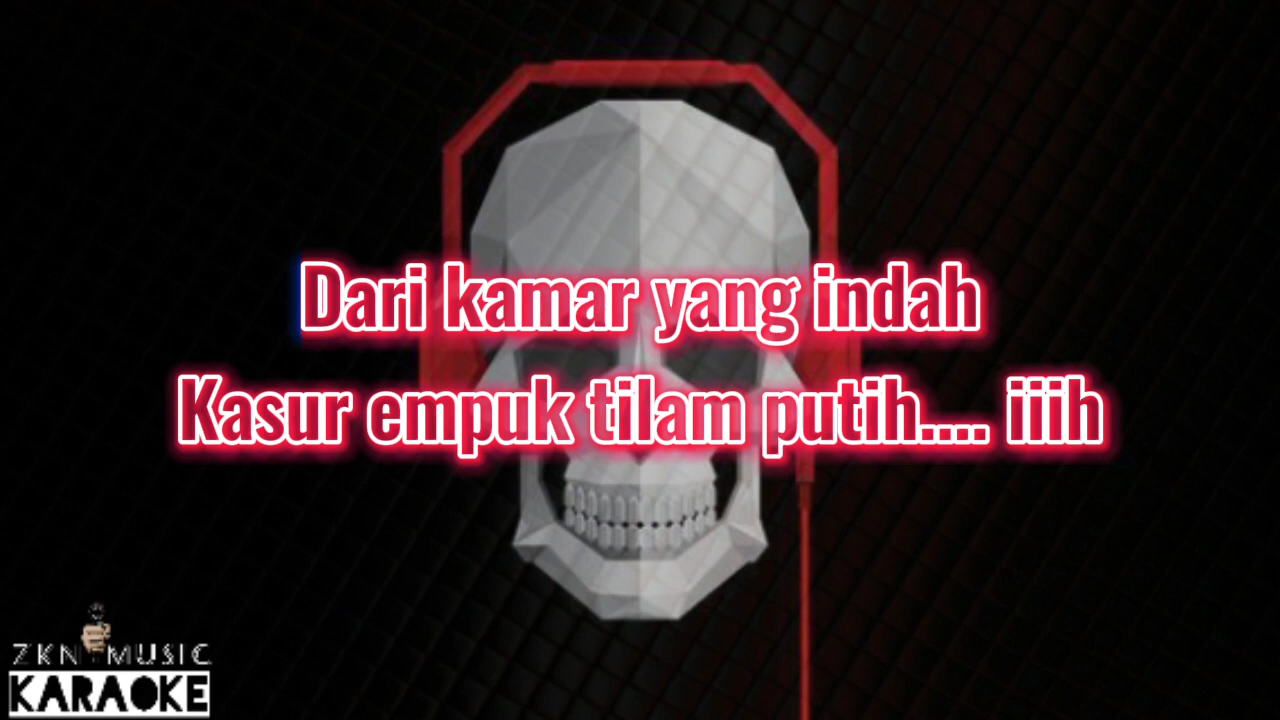 Dari kamar yang indah
Kasur empuk tilam putih.... iiih
ZKN MUSIC
KARAOKE